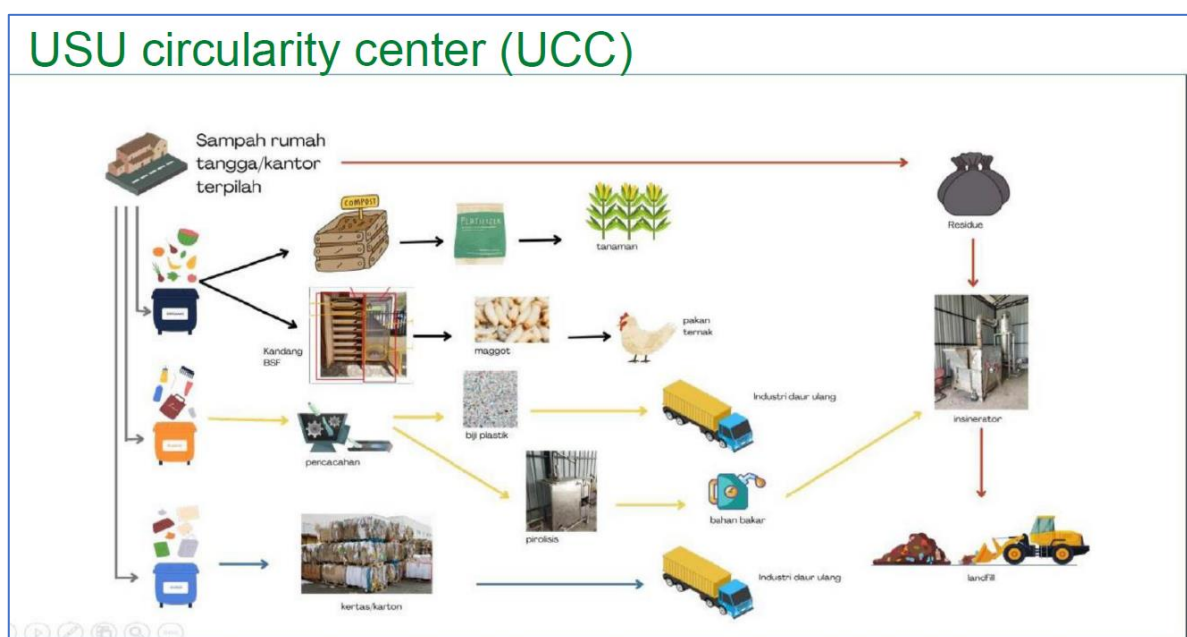 USU circularity center (UCC)
Sampah rumah
tangga/kantor
terpilah
Residue
COMPOST
tanaman
Kandang
BSF
maggot
pakan
ternak
insinerator
percacahan
biji plastik
Industri daur ulang
pirolisis
bahan bakar
kertas/karton
Industri daur ulang
landfill